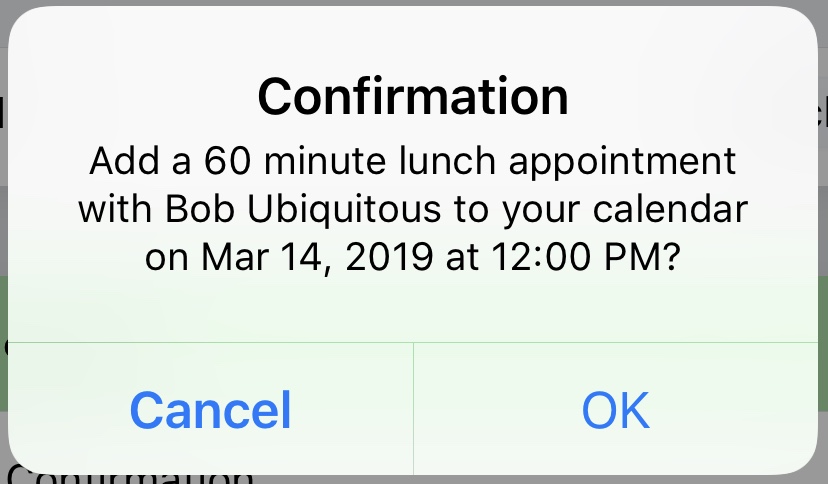 Confirmation
Add a 60 minute lunch appointment
with Bob Ubiquitous to your calendar
on Mar 14, 2019 at 12:00 PM?
Cancel
OK
Confirmation